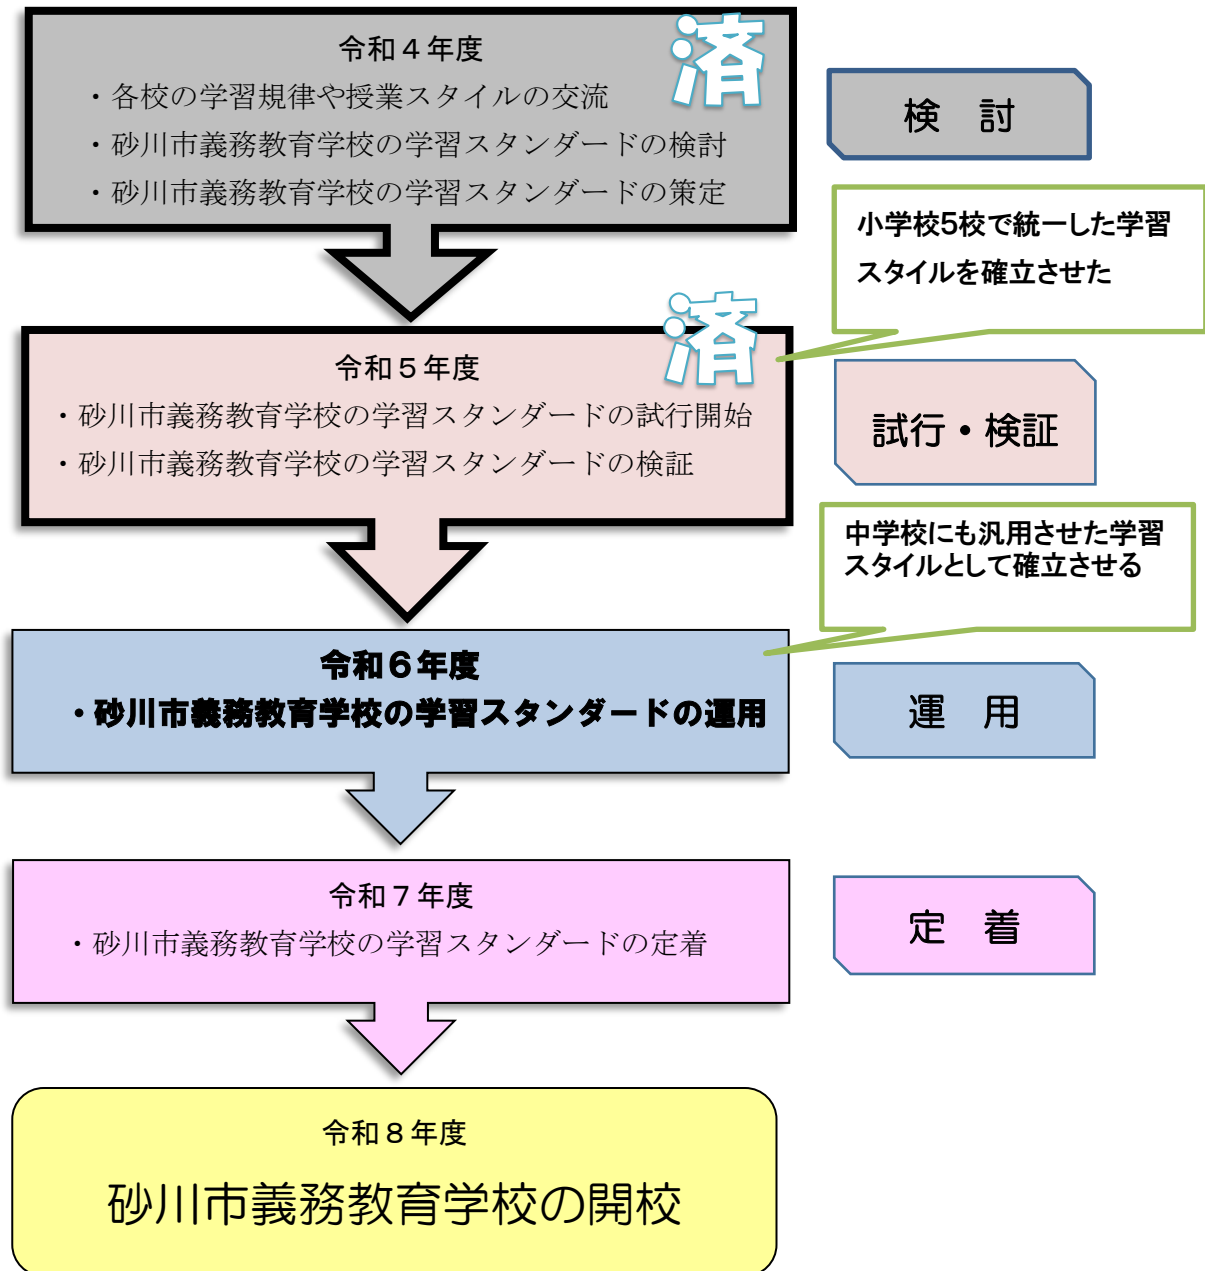 令和４年度
済
・各校の学習規律や授業スタイルの交流
・砂川市義務教育学校の学習スタンダードの検討
・砂川市義務教育学校の学習スタンダードの策定
検　討
小学校5校で統一した学習
スタイルを確立させた
令和５年度
済
・砂川市義務教育学校の学習スタンダードの試行開始
・砂川市義務教育学校の学習スタンダードの検証
試行・検証
中学校にも汎用させた学習
スタイルとして確立させる
令和６年度
・砂川市義務教育学校の学習スタンダードの運用
運　用
令和７年度
・砂川市義務教育学校の学習スタンダードの定着
定　着
令和８年度
砂川市義務教育学校の開校